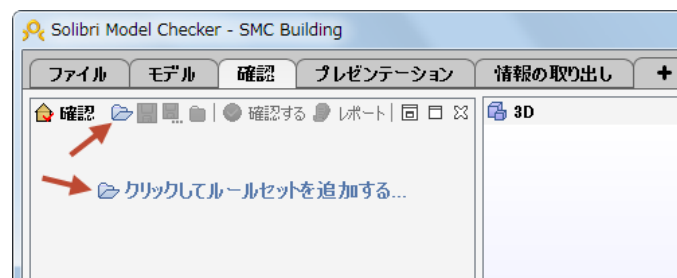 Solibri Model Checker - SMC Building
ファイル モデル 確認 プレゼンテーション 情報の取り出し +
確認 確認する レポート 3D
クリックしてルールセットを追加する...